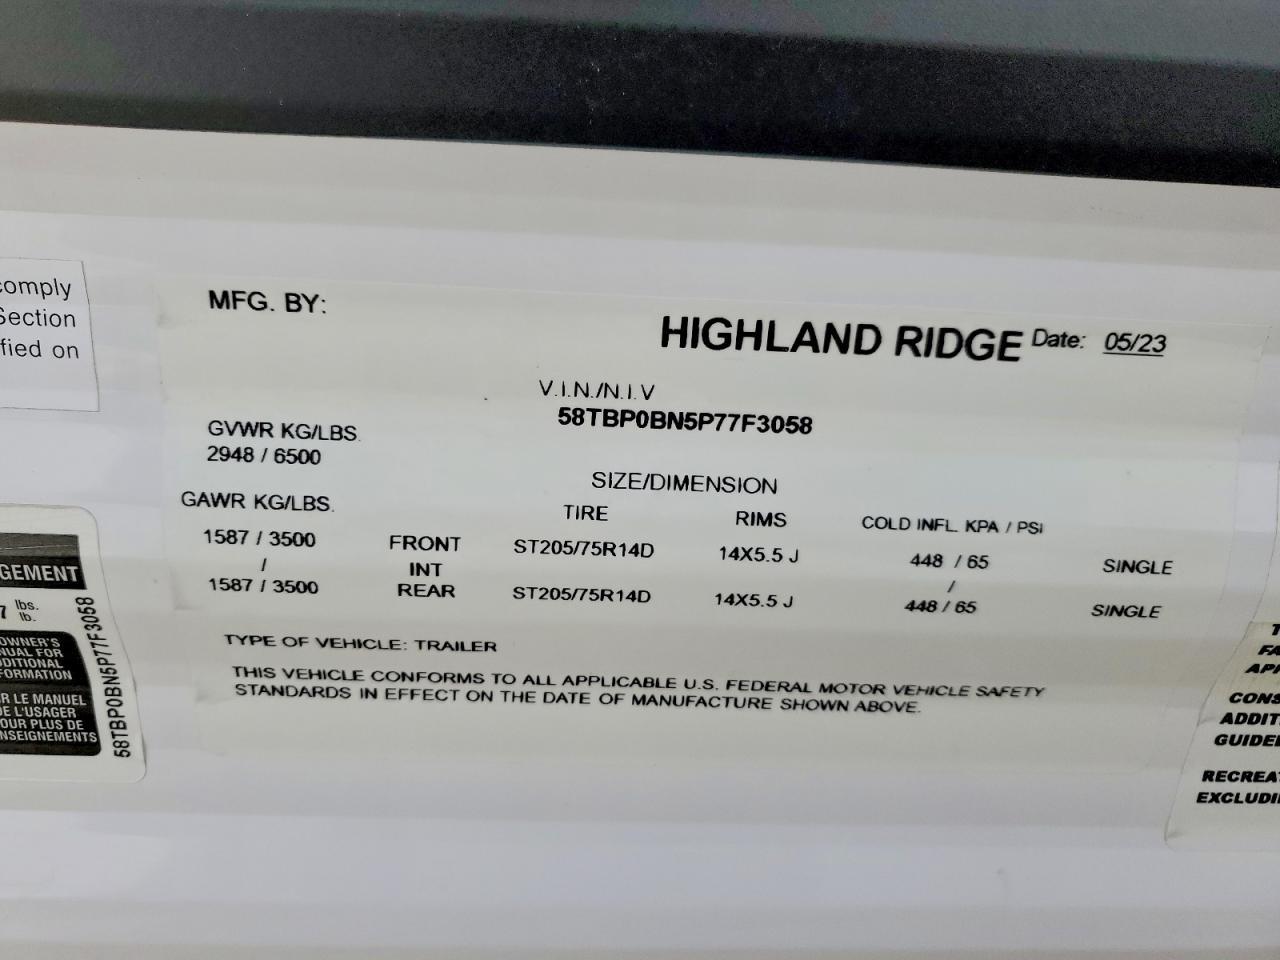 comply
Section
fied on
MFG. BY:
HIGHLAND RIDGE Date: 05/23
V.I.N./N.I.V
58TBP0BN5P77F3058
GVWR KG/LBS.
2948 / 6500
SIZE/DIMENSION
GAWR KG/LBS. TIRE RIMS COLD INFL. KPA / PSI
1587 / 3500 FRONT ST205/75R14D 14X5.5 J 448 / 65 SINGLE
/ INT /
1587 / 3500 REAR ST205/75R14D 14X5.5 J 448 / 65 SINGLE
TYPE OF VEHICLE: TRAILER
THIS VEHICLE CONFORMS TO ALL APPLICABLE U.S. FEDERAL MOTOR VEHICLE SAFETY
STANDARDS IN EFFECT ON THE DATE OF MANUFACTURE SHOWN ABOVE.
GEMENT
7 lbs.
lb.
OWNER'S
NUAL FOR
DDITIONAL
FORMATION
R LE MANUEL
DE L'USAGER
OUR PLUS DE
NSEIGNEMENTS
58TBP0BN5P77F3058
T
FA
APP
CONS
ADDIT
GUIDE
RECREA
EXCLUDI